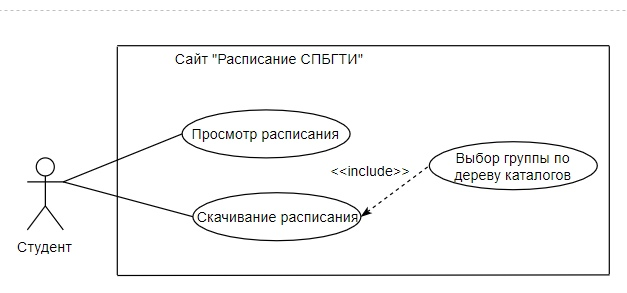 Сайт "Расписание СПБГТИ"
Просмотр расписания
<<include>>
Выбор группы по
дереву каталогов
Скачивание расписания
Студент